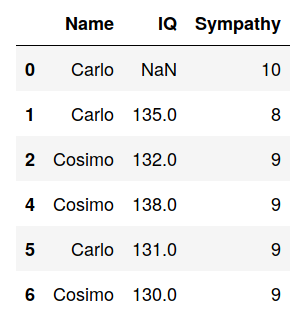 Name IQ Sympathy
0 Carlo NaN 10
1 Carlo 135.0 8
2 Cosimo 132.0 9
4 Cosimo 138.0 9
5 Carlo 131.0 9
6 Cosimo 130.0 9